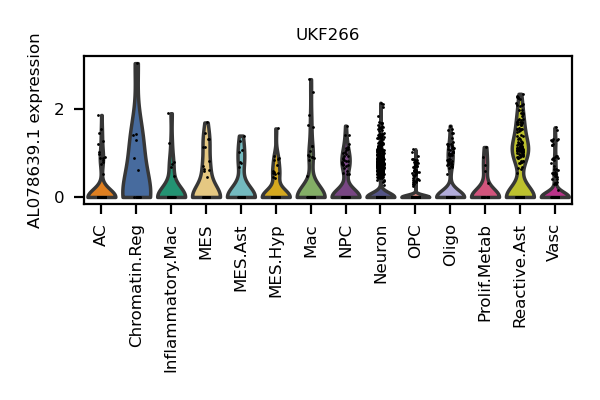 UKF266
AL078639.1 expression
2
0
AC
Chromatin.Reg
Inflammatory.Mac
MES
MES.Ast
MES.Hyp
Mac
NPC
Neuron
OPC
Oligo
Prolif.Metab
Reactive.Ast
Vasc